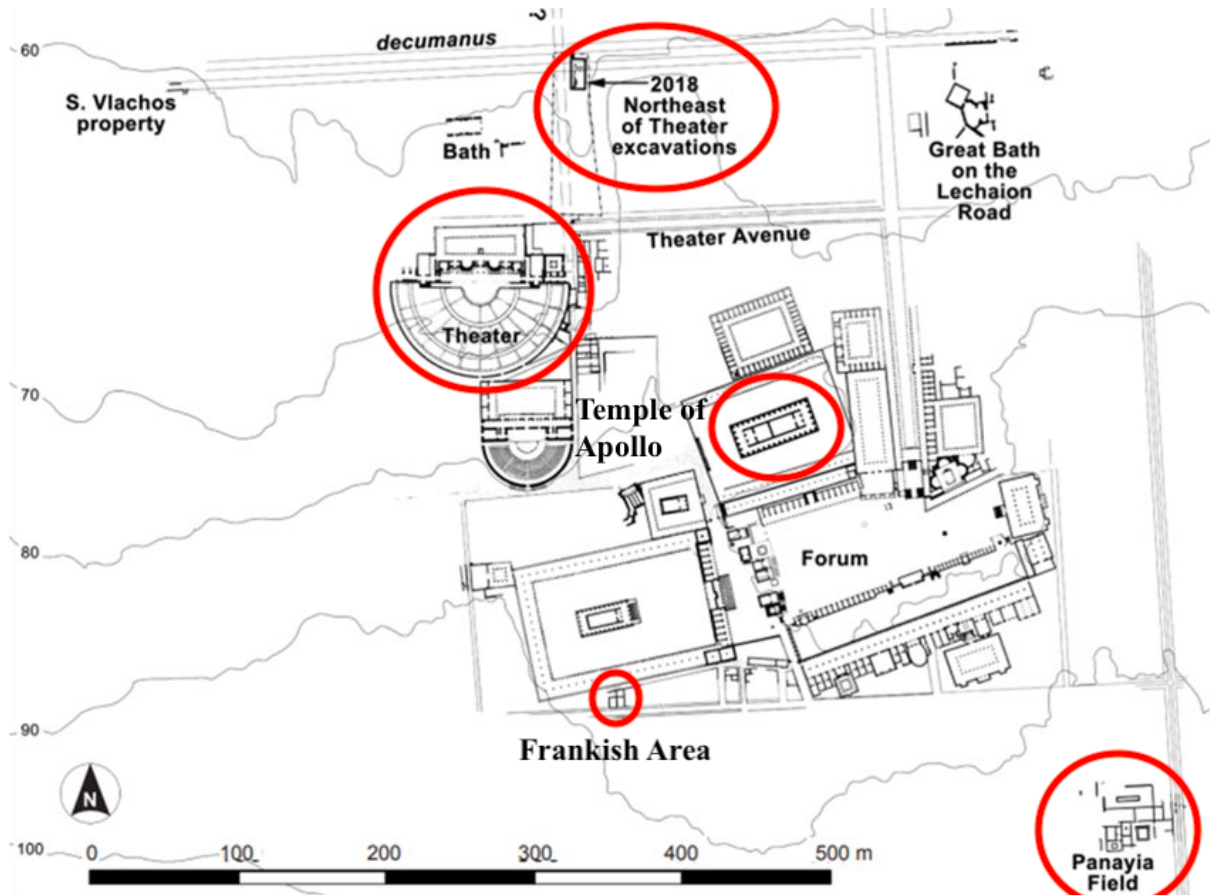 ?
60
decumanus
S. Vlachos
property
2018
Northeast
of Theater
excavations
Bath
Great Bath
on the
Lechaion
Road
Theater Avenue
Theater
70
Temple of
Apollo
80
Forum
90
Frankish Area
N
100
0 100 200 300 400 500 m
Panayia
Field